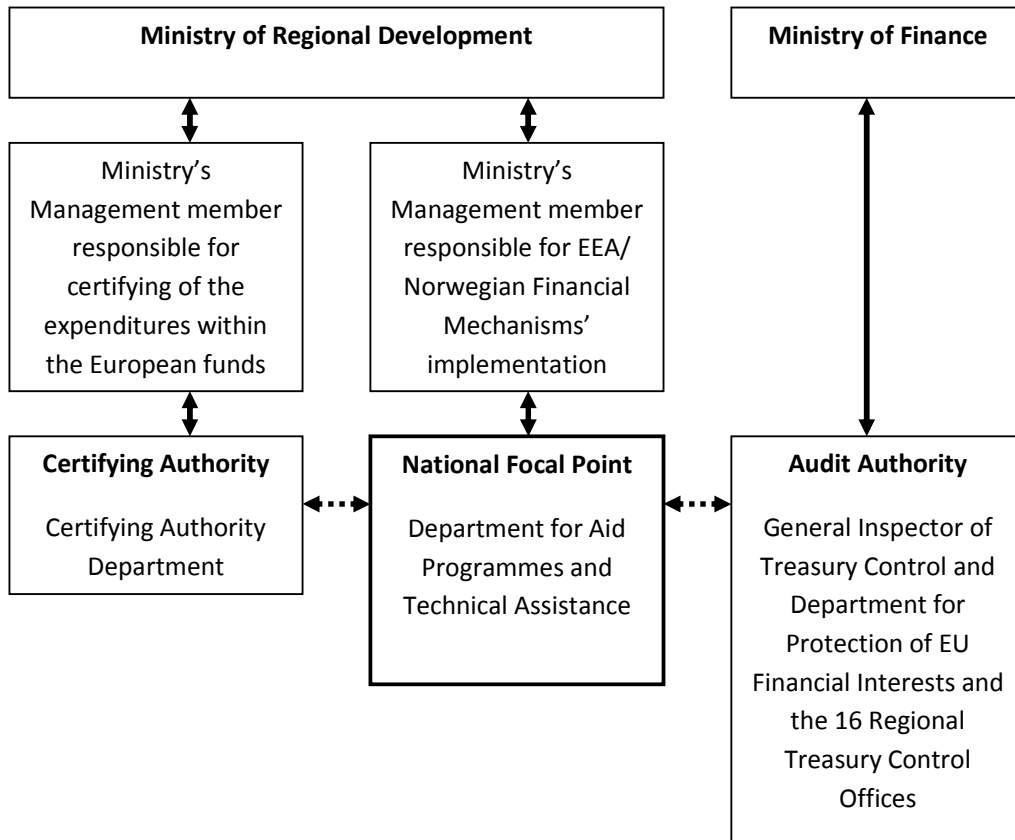 Ministry of Regional Development
Ministry of Finance
Ministry’s
Management member
responsible for
certifying of the
expenditures within
the European funds
Ministry’s
Management member
responsible for EEA/
Norwegian Financial
Mechanisms’
implementation
Certifying Authority
Certifying Authority
Department
National Focal Point
Department for Aid
Programmes and
Technical Assistance
Audit Authority
General Inspector of
Treasury Control and
Department for
Protection of EU
Financial Interests and
the 16 Regional
Treasury Control
Offices